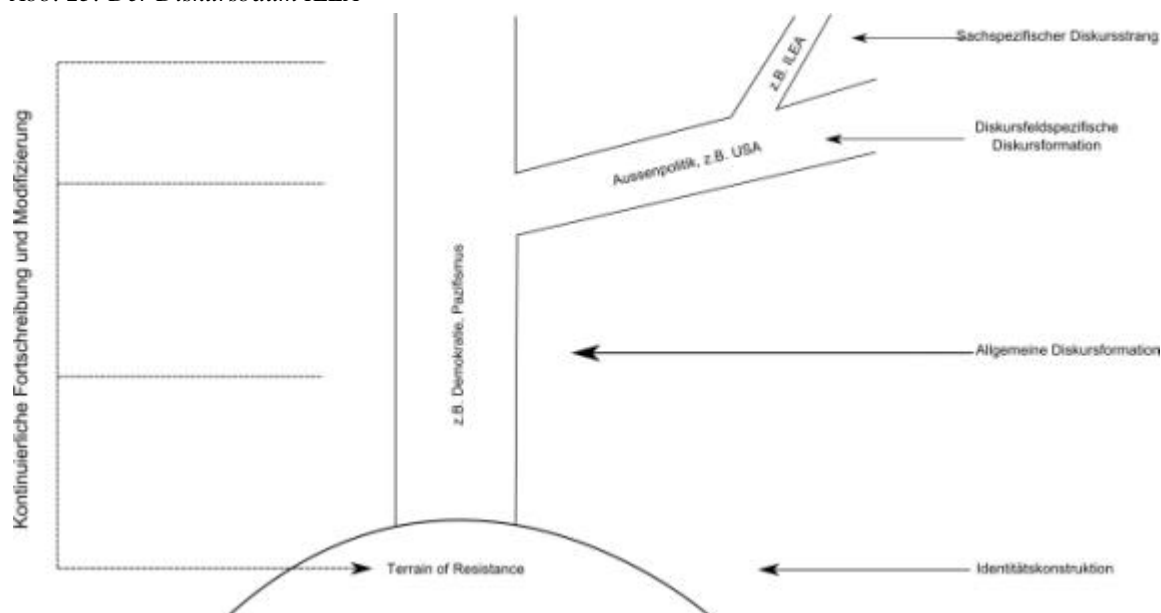 Sachspezifischer Diskursstrang
z.B. ILEA
Diskursfeldspezifische
Diskursformation
Aussenpolitik, z.B. USA
Kontinuierliche Fortschreibung und Modifizierung
z.B. Demokratie, Pazifismus
Allgemeine Diskursformation
Terrain of Resistance
Identitätskonstruktion